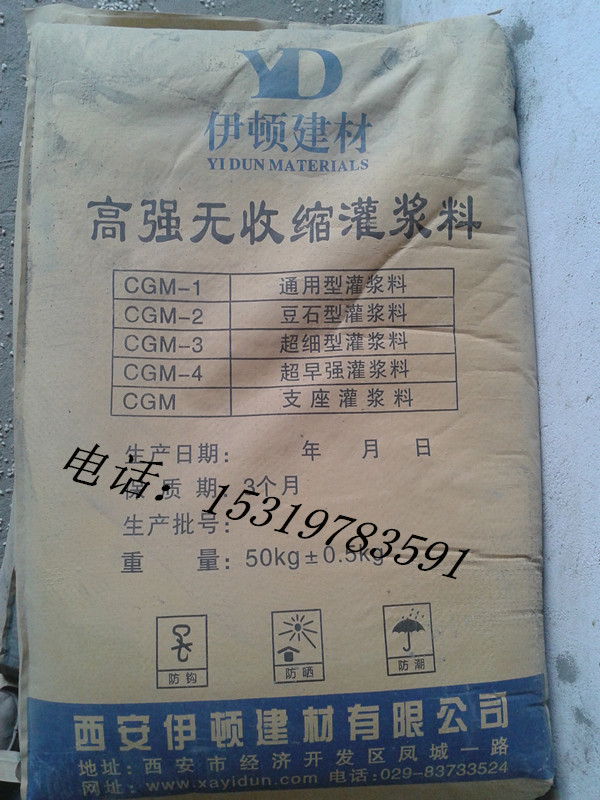 YD
伊顿建材
YI DUN MATERIALS
高强无收缩灌浆料
CGM-1 通用型灌浆料
CGM-2 豆石型灌浆料
CGM-3 超细型灌浆料
CGM-4 超早强灌浆料
CGM 支座灌浆料
生产日期: 年 月 日
电话: 15319783591
保质期: 3个月
生产批号:
重量: 50kg±0.5kg
防钩 防晒 防潮
西安伊顿建材有限公司
地址: 西安市经济开发区凤城一路
网址: www.xayidun.com 电话: 029-83733524